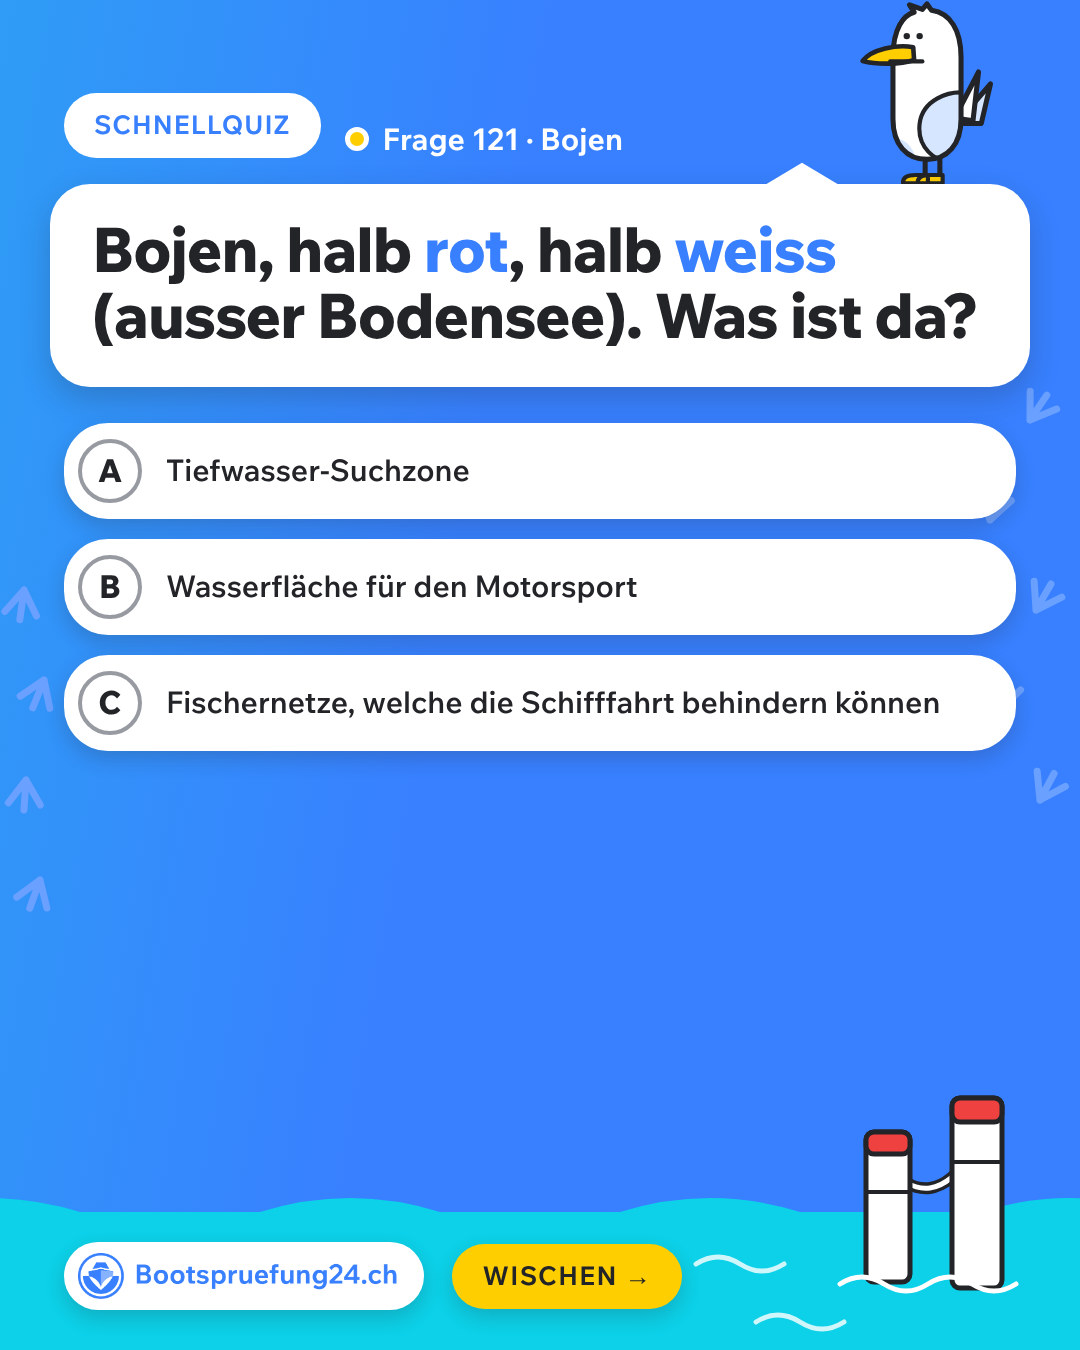 SCHNELLQUIZ
Frage 121 · Bojen
Bojen, halb rot, halb weiss
(ausser Bodensee). Was ist da?
A Tiefwasser-Suchzone
B Wasserfläche für den Motorsport
C Fischernetze, welche die Schifffahrt behindern können
Bootspruefung24.ch
WISCHEN →